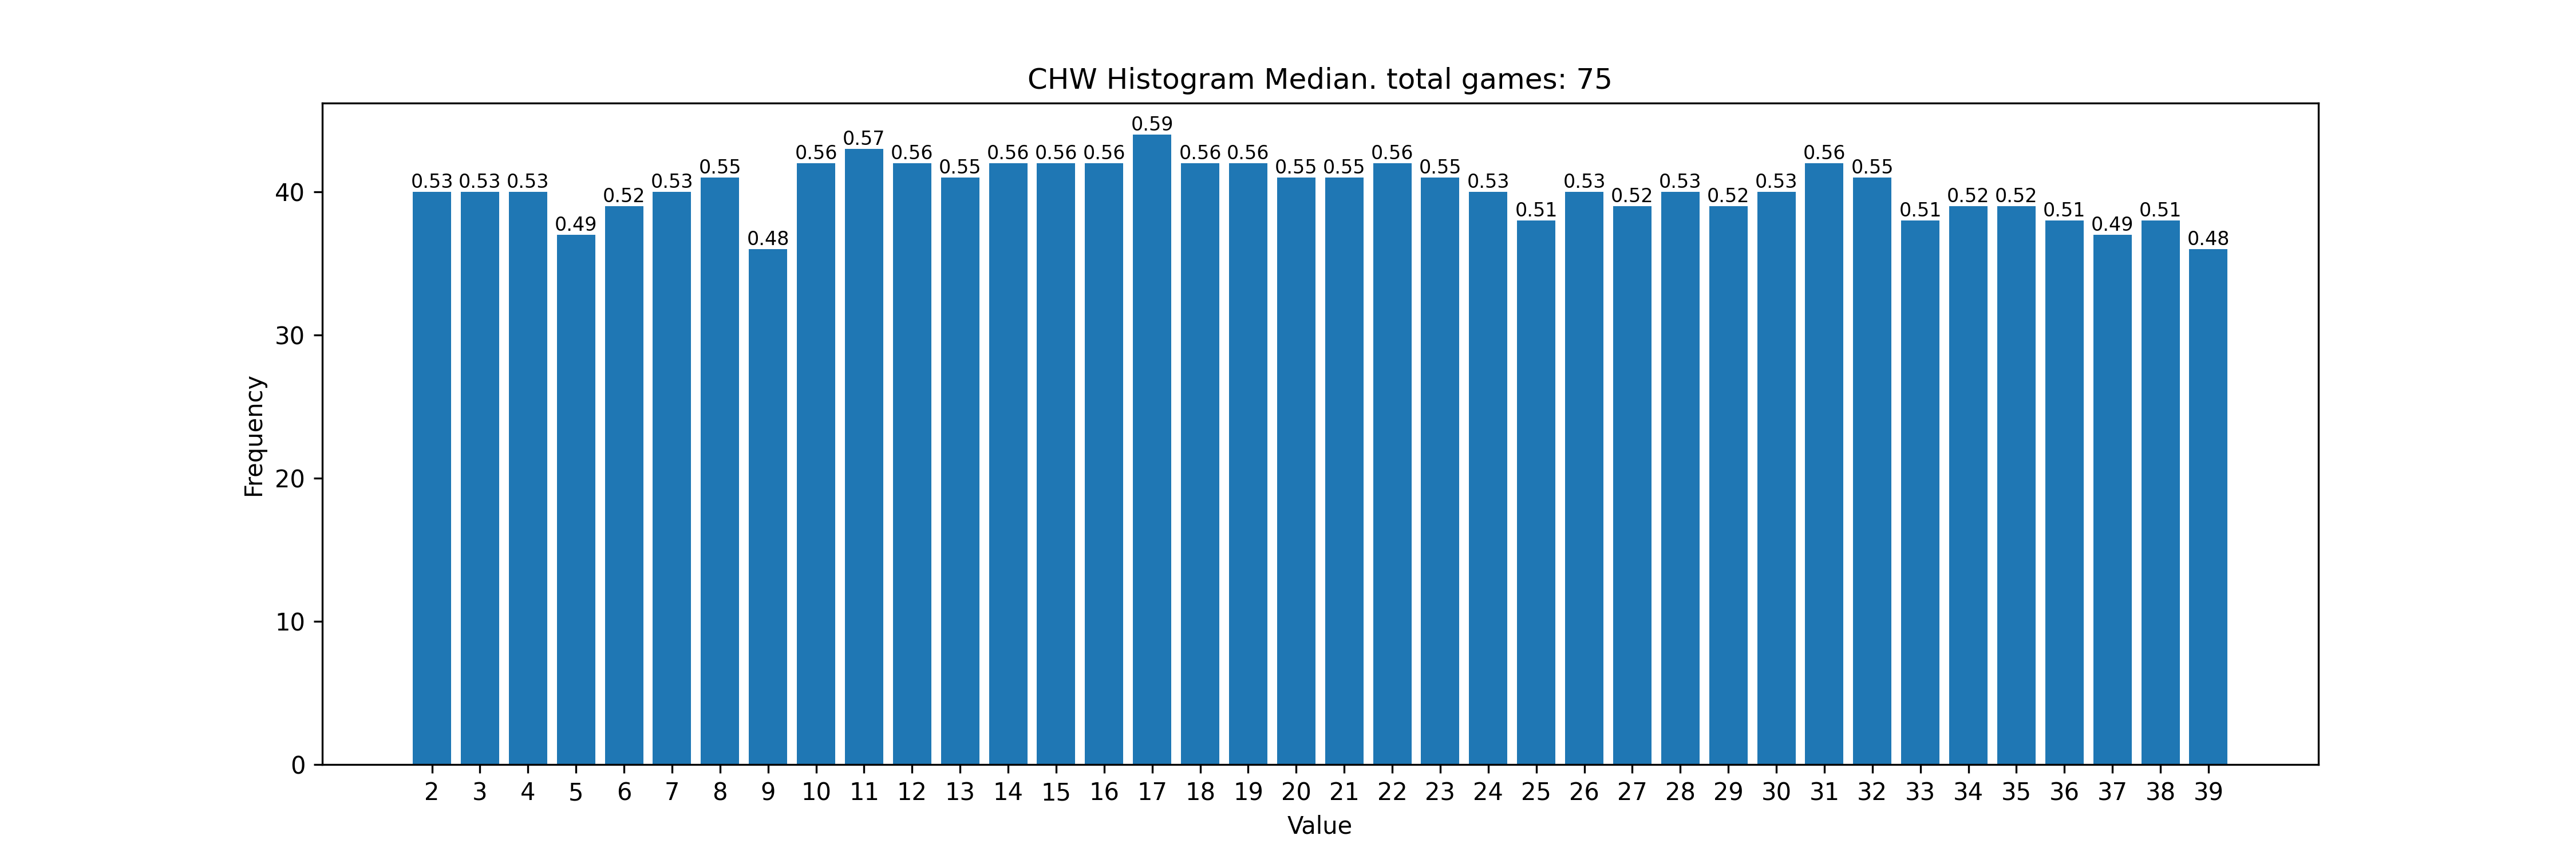 CHW Histogram Median. total games: 75
0.53 0.53 0.53 0.49 0.52 0.53 0.55 0.48 0.56 0.57 0.56 0.55 0.56 0.56 0.56 0.59 0.56 0.56 0.55 0.55 0.56 0.55 0.53 0.51 0.53 0.52 0.53 0.52 0.53 0.56 0.55 0.51 0.52 0.52 0.51 0.49 0.51 0.48
40
30
20
10
0
Frequency
2 3 4 5 6 7 8 9 10 11 12 13 14 15 16 17 18 19 20 21 22 23 24 25 26 27 28 29 30 31 32 33 34 35 36 37 38 39
Value